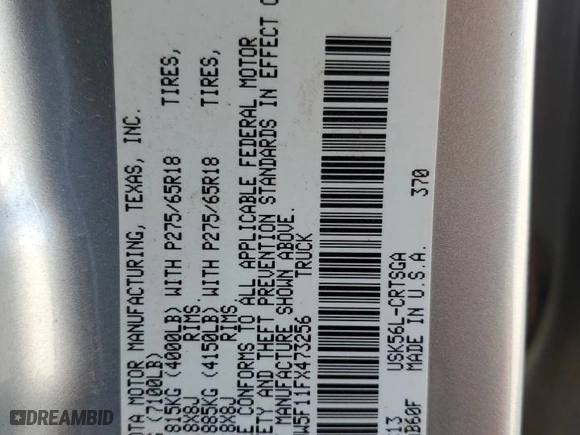 OTA MOTOR MANUFACTURING, TEXAS, INC.
G (7100LB)
815KG (4000LB) WITH P275/65R18 TIRES,
8X8J RIMS.
885KG (4150LB) WITH P275/65R18 TIRES,
8X8J RIMS.
E CONFORMS TO ALL APPLICABLE FEDERAL MOTOR
ETY AND THEFT PREVENTION STANDARDS IN EFFECT O
MANUFACTURE SHOWN ABOVE.
W5F11FX473256 TRUCK
USK56L-CRTSGA 370
13
B60F MADE IN U.S.A.
DREAMBID